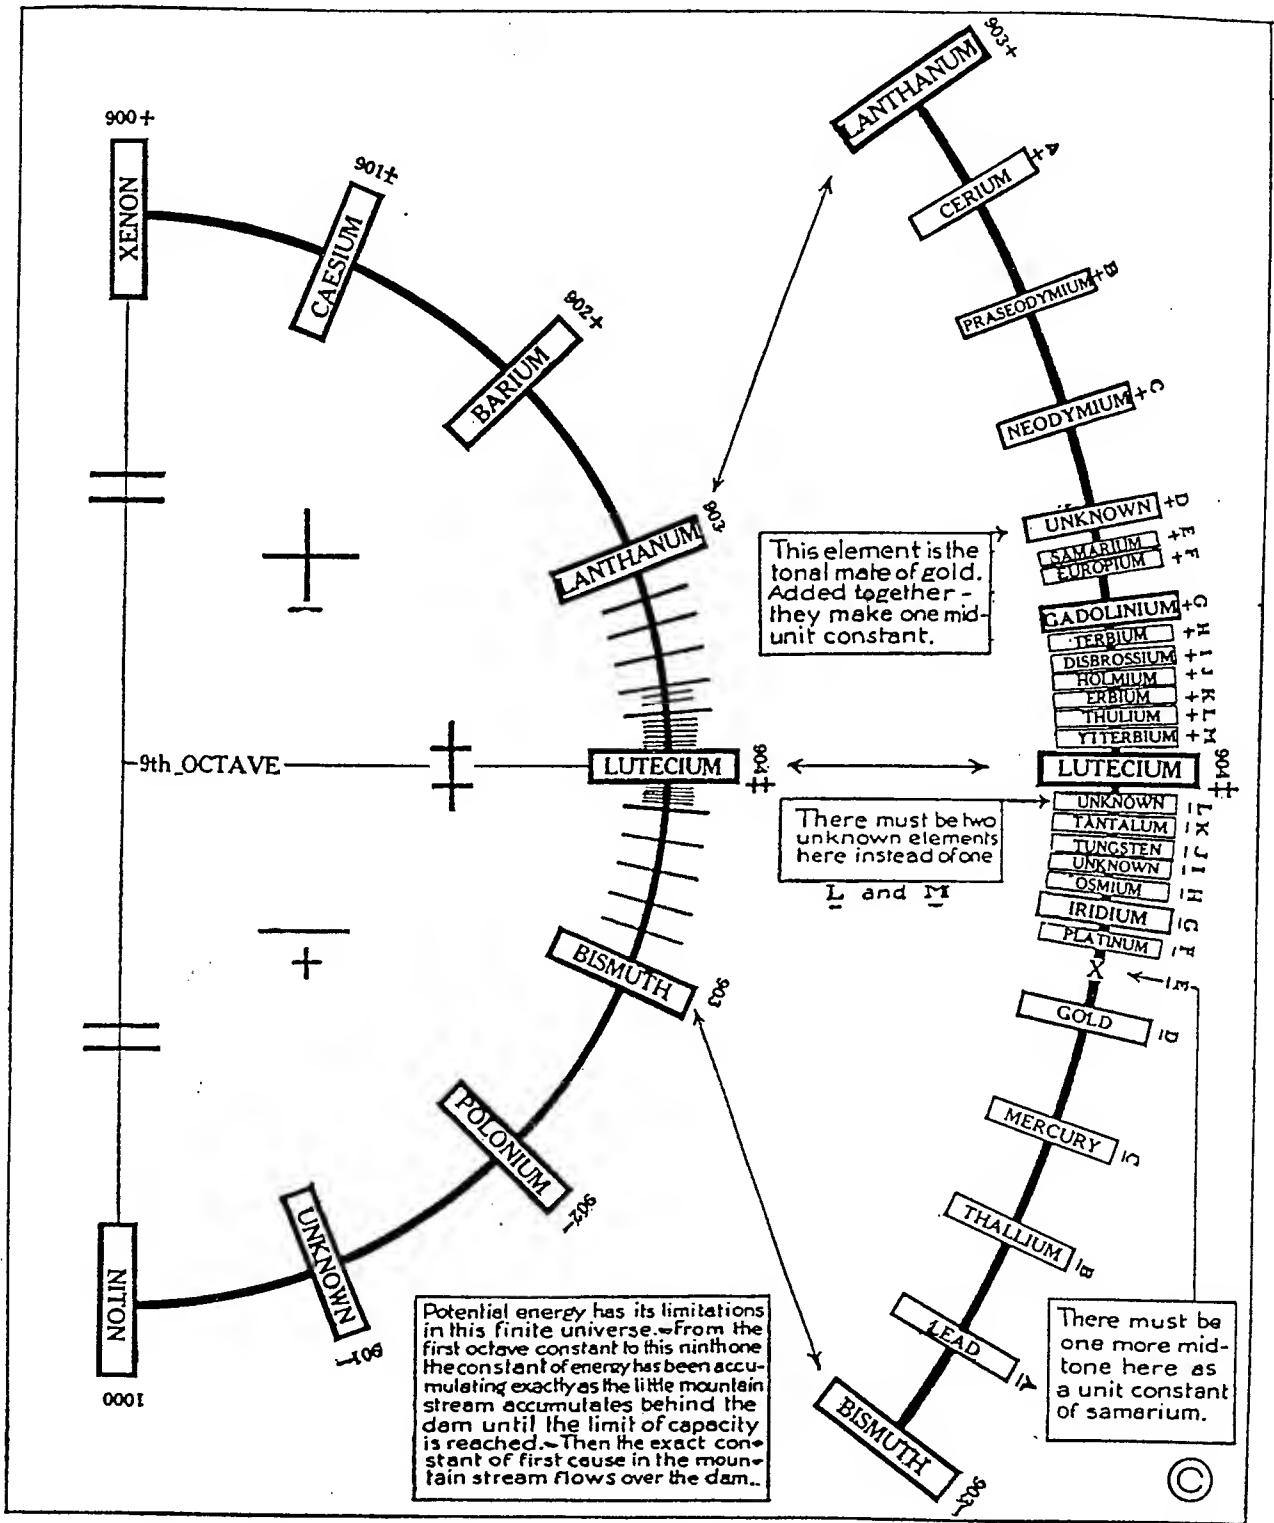 900+
XENON
901±
CAESIUM
902+
BARIUM
903
LANTHANUM
9th_OCTAVE
LUTECIUM
904‡
BISMUTH
903
POLONIUM
902-
UNKNOWN
901-
NITON
1000
903+
LANTHANUM
A+
CERIUM
B+
PRASEODYMIUM
C+
NEODYMIUM
D+
UNKNOWN
E+
SAMARIUM
F+
EUROPIUM
G+
GADOLINIUM
H+
TERBIUM
I+
DISBROSSIUM
J+
HOLMIUM
K+
ERBIUM
L+
THULIUM
M+
YTTERBIUM
LUTECIUM
904‡
UNKNOWN
L-
TANTALUM
K-
TUNGSTEN
J-
UNKNOWN
I-
OSMIUM
H-
IRIDIUM
G-
PLATINUM
F-
X
E-
GOLD
D-
MERCURY
C-
THALLIUM
B-
LEAD
A-
BISMUTH
903-
This element is the
tonal mate of gold.
Added together-
they make one mid-
unit constant.
There must be two
unknown elements
here instead of one
L and M
Potential energy has its limitations
in this finite universe.~From the
first octave constant to this ninth one
the constant of energy has been accu-
mulating exactly as the little mountain
stream accumulates behind the
dam until the limit of capacity
is reached.~Then the exact con-
stant of first cause in the moun-
tain stream flows over the dam..
There must be
one more mid-
tone here as
a unit constant
of samarium.
©